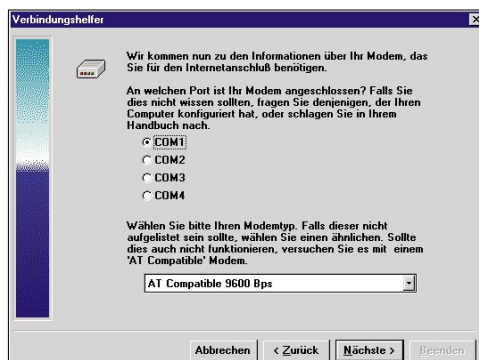 Verbindungshelfer
Wir kommen nun zu den Informationen über Ihr Modem, das
Sie für den Internetanschluß benötigen.
An welchen Port ist Ihr Modem angeschlossen? Falls Sie
dies nicht wissen sollten, fragen Sie denjenigen, der Ihren
Computer konfiguriert hat, oder schlagen Sie in Ihrem
Handbuch nach.
COM1
COM2
COM3
COM4
Wählen Sie bitte Ihren Modemtyp. Falls dieser nicht
aufgelistet sein sollte, wählen Sie einen ähnlichen. Sollte
dies auch nicht funktionieren, versuchen Sie es mit einem
'AT Compatible' Modem.
AT Compatible 9600 Bps
Abbrechen < Zurück Nächste > Beenden